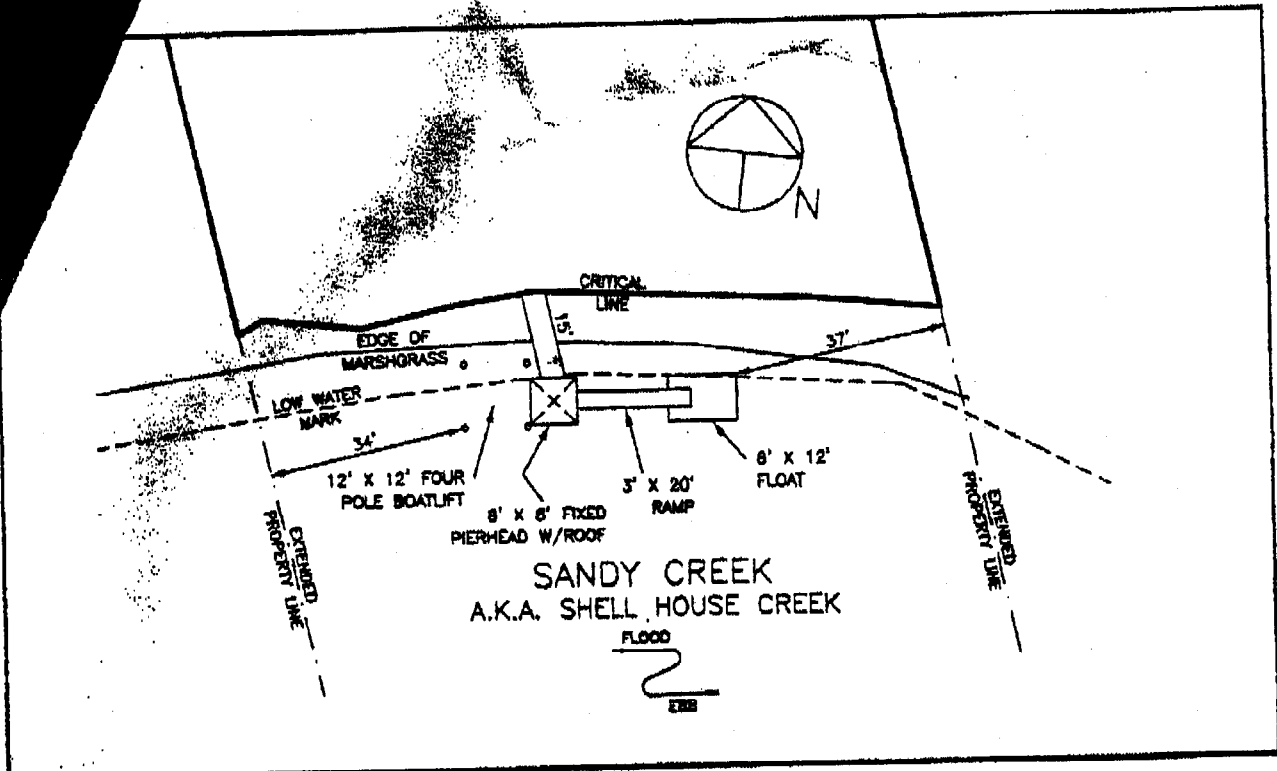 N
CRITICAL
LINE
15'
EDGE OF
MARSHGRASS
37'
LOW WATER
MARK
34'
12' X 12' FOUR
POLE BOATLIFT
8' X 8' FIXED
PIERHEAD W/ROOF
3' X 20'
RAMP
8' X 12'
FLOAT
EXTENDED
PROPERTY LINE
EXTENDED
PROPERTY LINE
SANDY CREEK
A.K.A. SHELL HOUSE CREEK
FLOOD
EBB